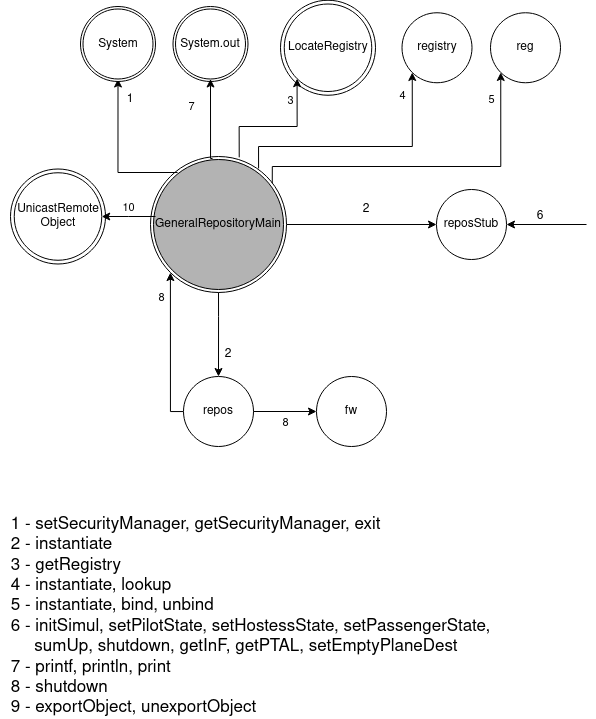 System
System.out
LocateRegistry
registry
reg
1
7
3
4
5
UnicastRemote
Object
10
GeneralRepositoryMain
2
reposStub
6
8
2
repos
8
fw
1 - setSecurityManager, getSecurityManager, exit
2 - instantiate
3 - getRegistry
4 - instantiate, lookup
5 - instantiate, bind, unbind
6 - initSimul, setPilotState, setHostessState, setPassengerState,
sumUp, shutdown, getInF, getPTAL, setEmptyPlaneDest
7 - printf, println, print
8 - shutdown
9 - exportObject, unexportObject